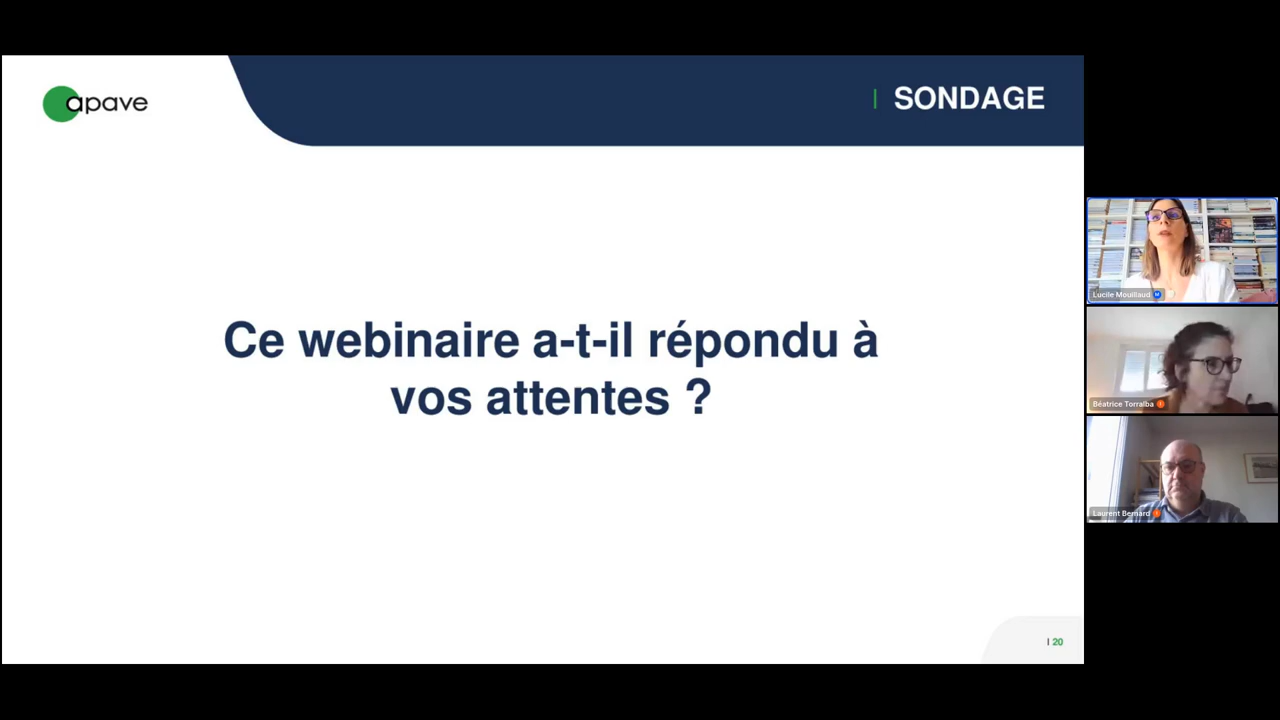 apave
SONDAGE
Ce webinaire a-t-il répondu à
vos attentes ?
Lucile Mouillaud
Béatrice Torralba
Laurent Bernard
| 20